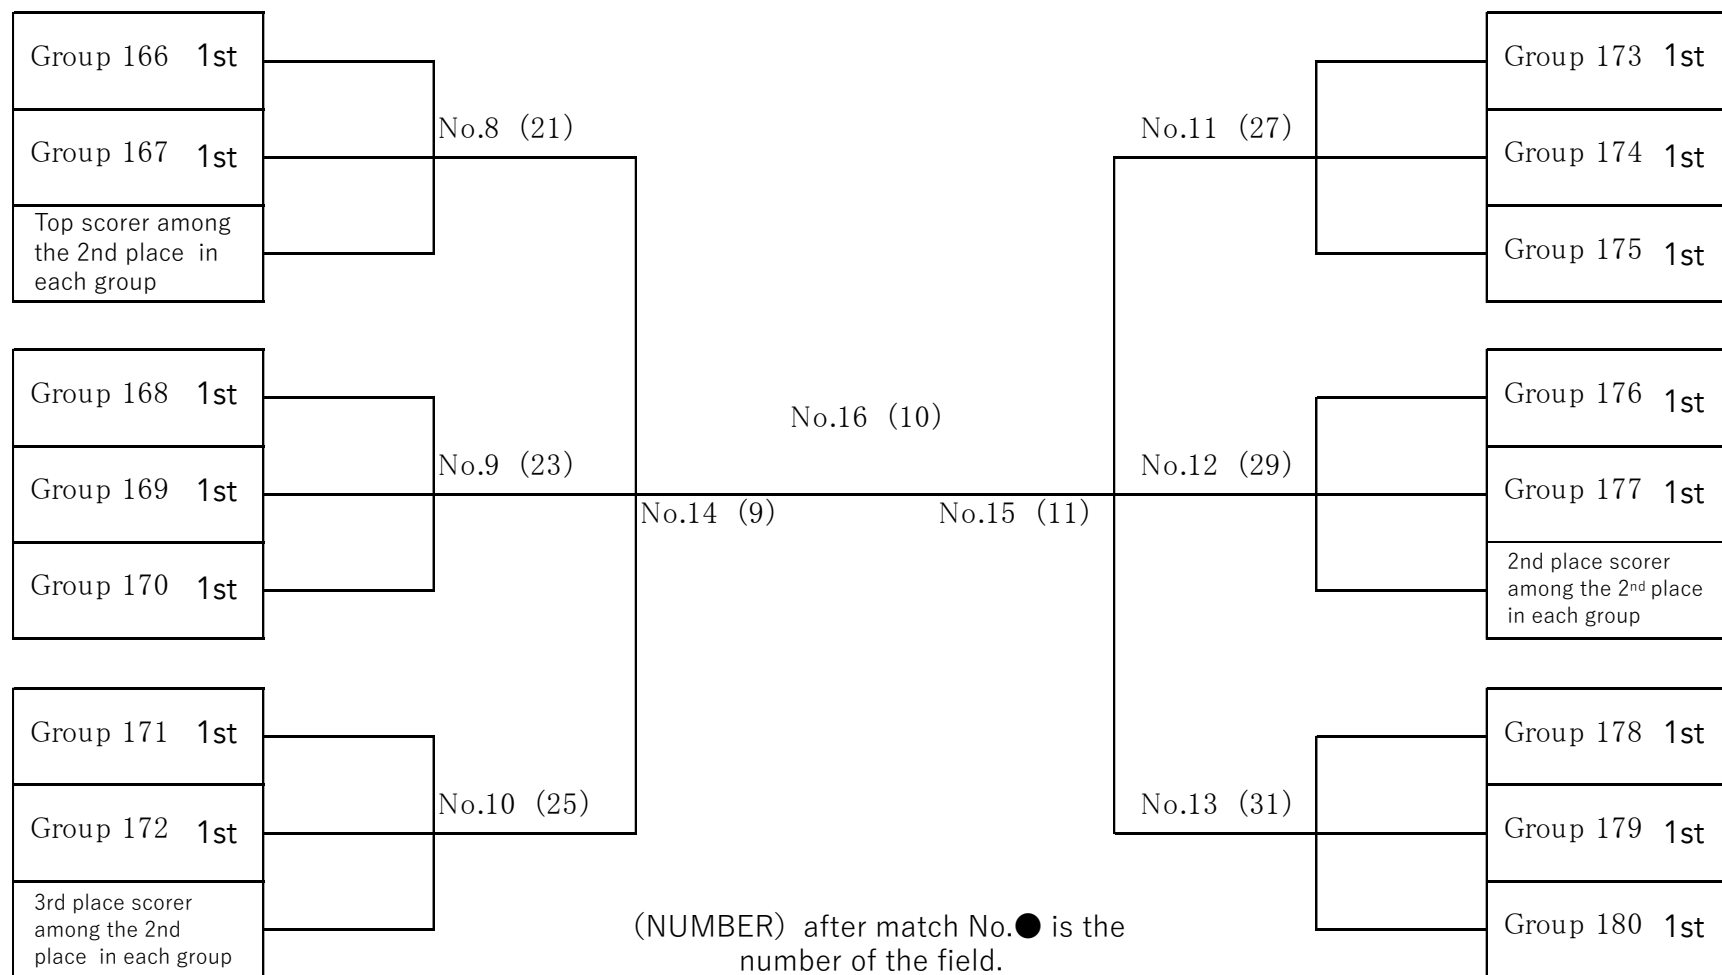 Group 166 1st
Group 167 1st
Top scorer among
the 2nd place in
each group
No.8 (21)
Group 168 1st
Group 169 1st
Group 170 1st
No.9 (23)
Group 171 1st
Group 172 1st
3rd place scorer
among the 2nd
place in each group
No.10 (25)
No.14 (9)
No.16 (10)
No.15 (11)
No.11 (27)
Group 173 1st
Group 174 1st
Group 175 1st
No.12 (29)
Group 176 1st
Group 177 1st
2nd place scorer
among the 2nd place
in each group
No.13 (31)
Group 178 1st
Group 179 1st
Group 180 1st
(NUMBER) after match No.● is the
number of the field.